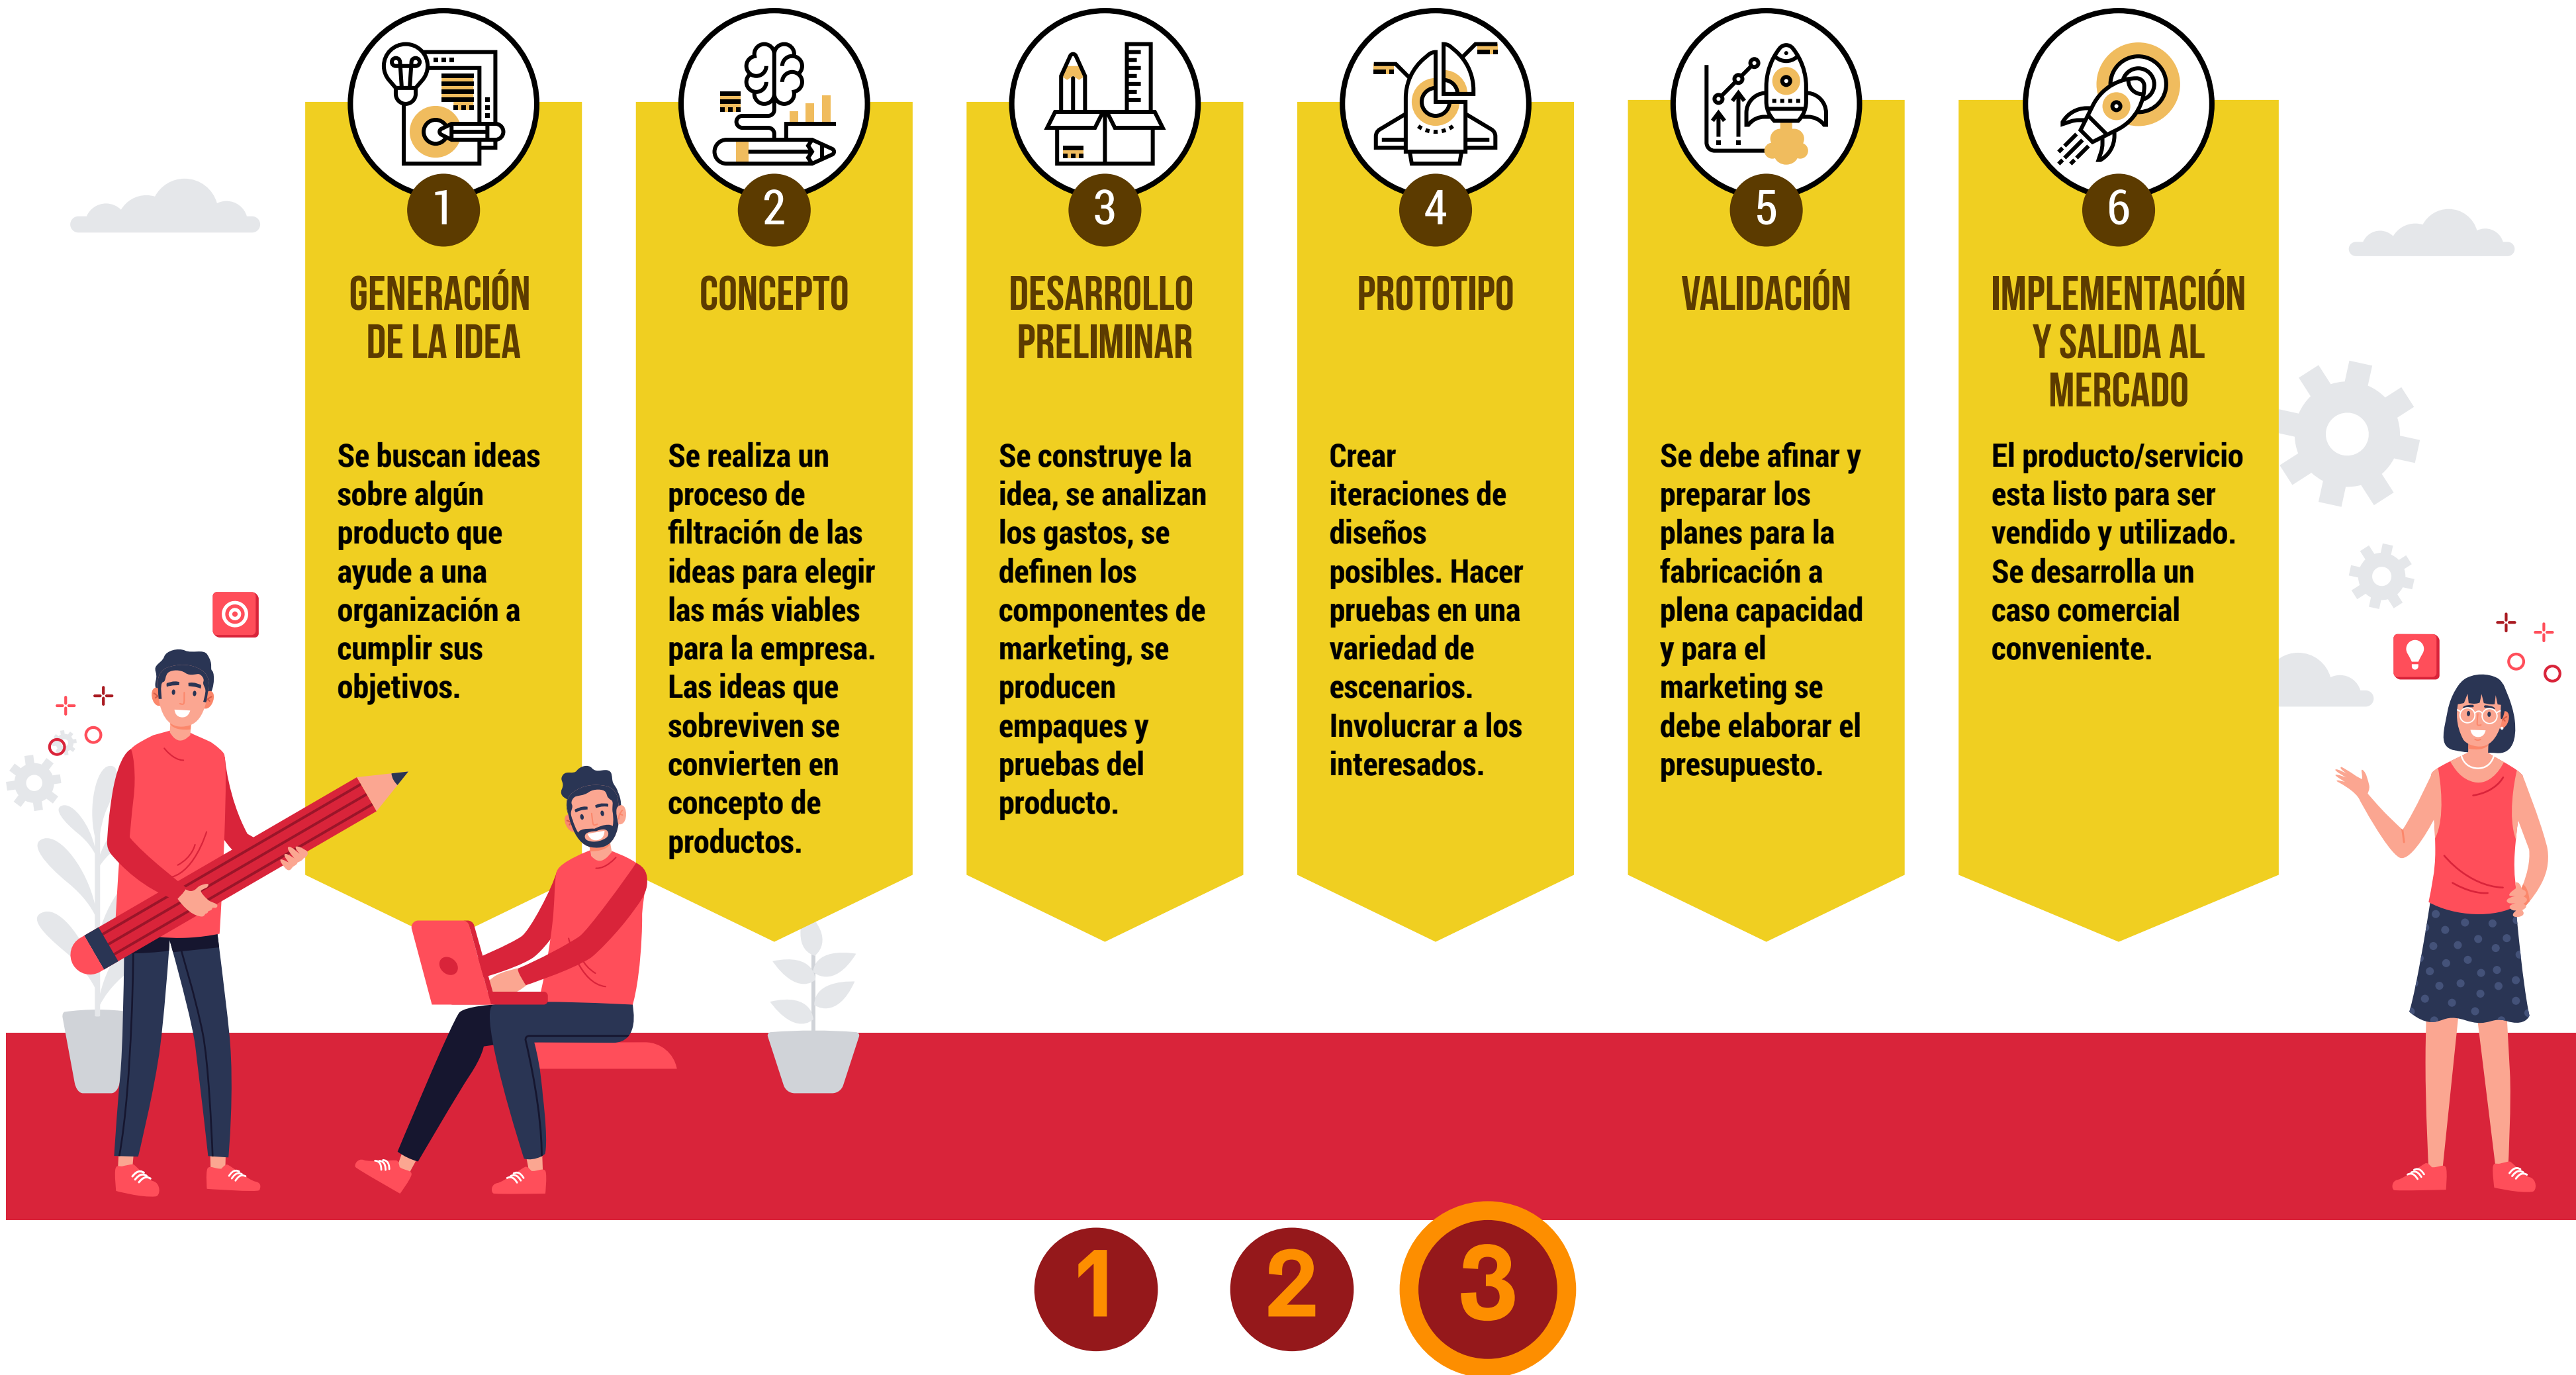 1
GENERACIÓN
DE LA IDEA
Se buscan ideas
sobre algún
producto que
ayude a una
organización a
cumplir sus
objetivos.
2
CONCEPTO
Se realiza un
proceso de
filtración de las
ideas para elegir
las más viables
para la empresa.
Las ideas que
sobreviven se
convierten en
concepto de
productos.
3
DESARROLLO
PRELIMINAR
Se construye la
idea, se analizan
los gastos, se
definen los
componentes de
marketing, se
producen
empaques y
pruebas del
producto.
4
PROTOTIPO
Crear
iteraciones de
diseños
posibles. Hacer
pruebas en una
variedad de
escenarios.
Involucrar a los
interesados.
5
VALIDACIÓN
Se debe afinar y
preparar los
planes para la
fabricación a
plena capacidad
y para el
marketing se
debe elaborar el
presupuesto.
6
IMPLEMENTACIÓN
Y SALIDA AL
MERCADO
El producto/servicio
esta listo para ser
vendido y utilizado.
Se desarrolla un
caso comercial
conveniente.
1 2 3